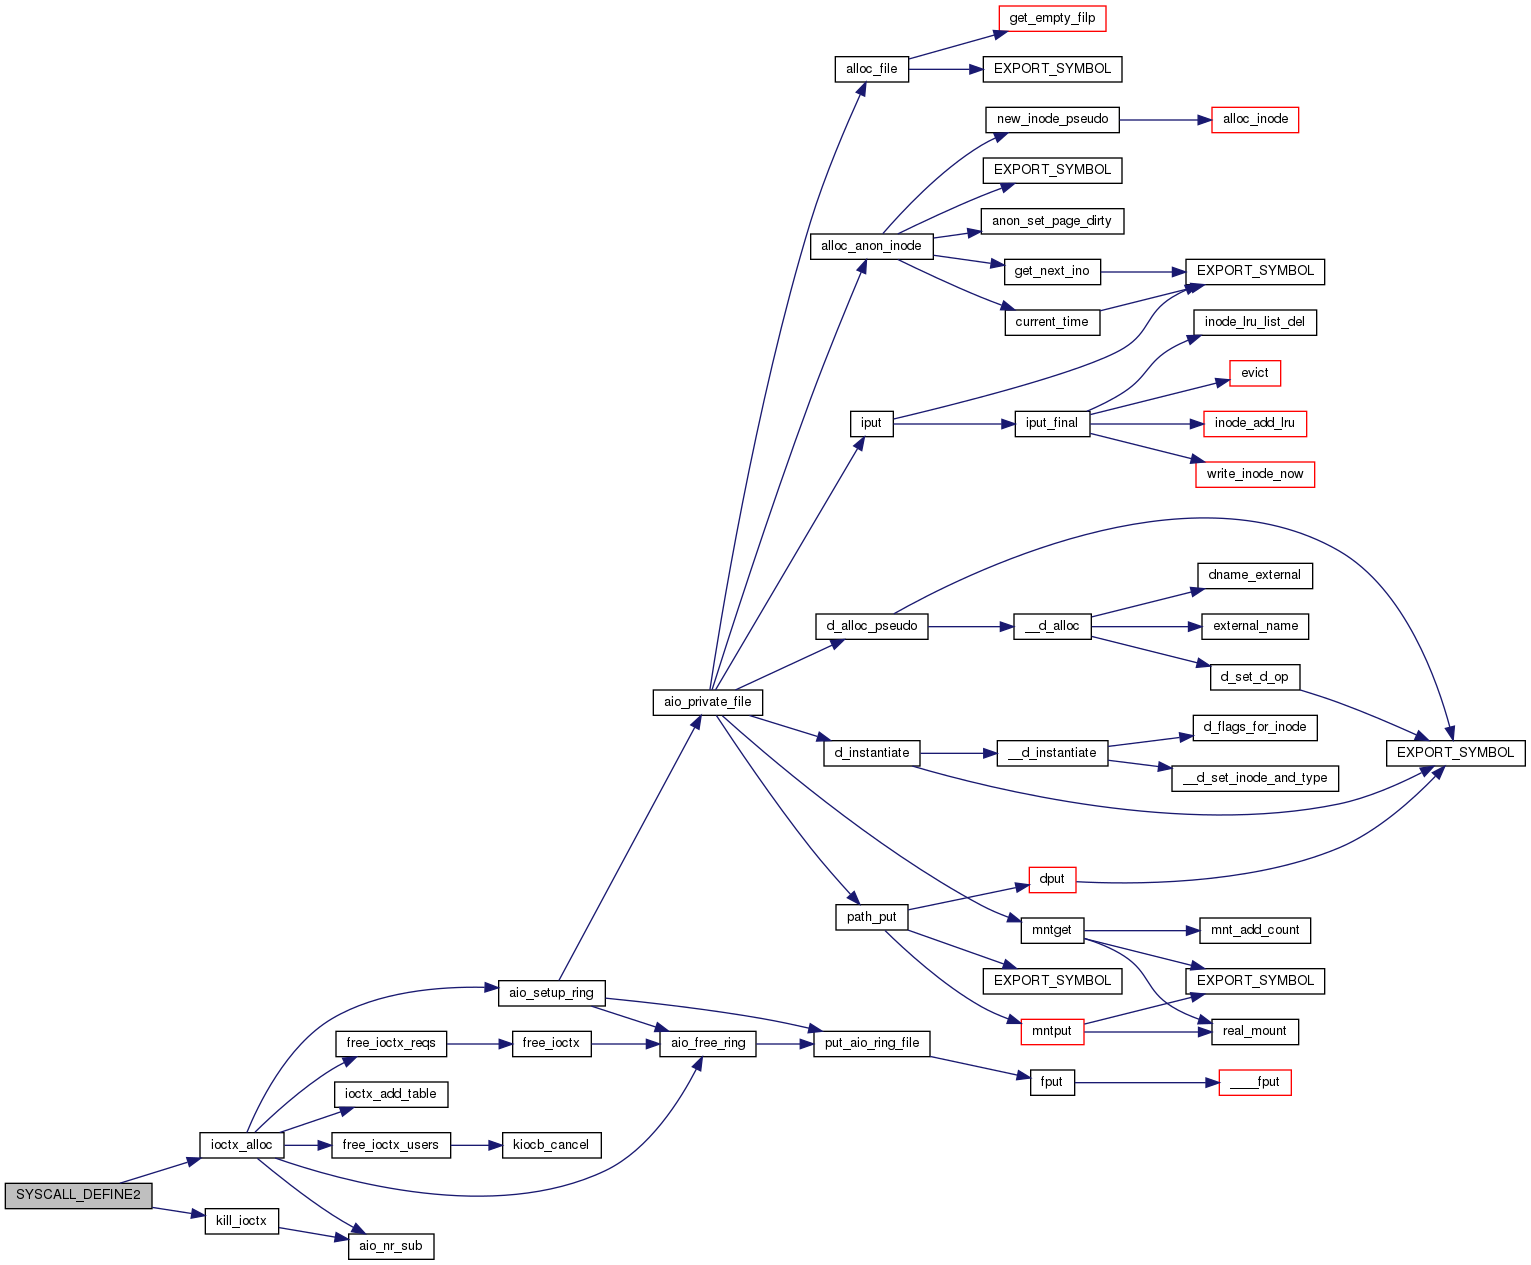 get_empty_filp
alloc_file
EXPORT_SYMBOL
new_inode_pseudo
alloc_inode
EXPORT_SYMBOL
anon_set_page_dirty
alloc_anon_inode
get_next_ino
EXPORT_SYMBOL
current_time
inode_lru_list_del
evict
iput
iput_final
inode_add_lru
write_inode_now
dname_external
d_alloc_pseudo
__d_alloc
external_name
d_set_d_op
aio_private_file
d_flags_for_inode
d_instantiate
__d_instantiate
EXPORT_SYMBOL
__d_set_inode_and_type
dput
path_put
mntget
mnt_add_count
EXPORT_SYMBOL
EXPORT_SYMBOL
aio_setup_ring
mntput
real_mount
free_ioctx_reqs
free_ioctx
aio_free_ring
put_aio_ring_file
fput
____fput
ioctx_add_table
ioctx_alloc
free_ioctx_users
kiocb_cancel
SYSCALL_DEFINE2
kill_ioctx
aio_nr_sub